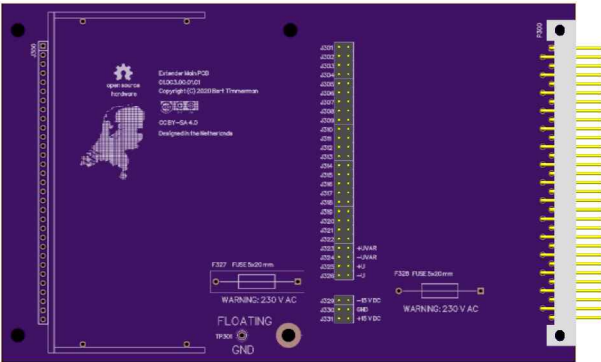 J300
P300
open source
hardware
Extender Main PCB
01.003.00.01.01
Copyright (C) 2020 Bart Timmerman
CC BY-SA 4.0
Designed in the Netherlands
J301
J302
J303
J304
J305
J306
J307
J308
J309
J310
J311
J312
J313
J314
J315
J316
J317
J318
J319
J320
J321
J322
J323 +UVAR
J324 -UVAR
J325 +U
J326 -U
F327 FUSE 5x20 mm
WARNING: 230 V AC
F328 FUSE 5x20 mm
WARNING: 230 V AC
J329 -15 V DC
J330 GND
J331 +15 V DC
FLOATING
TP301
GND